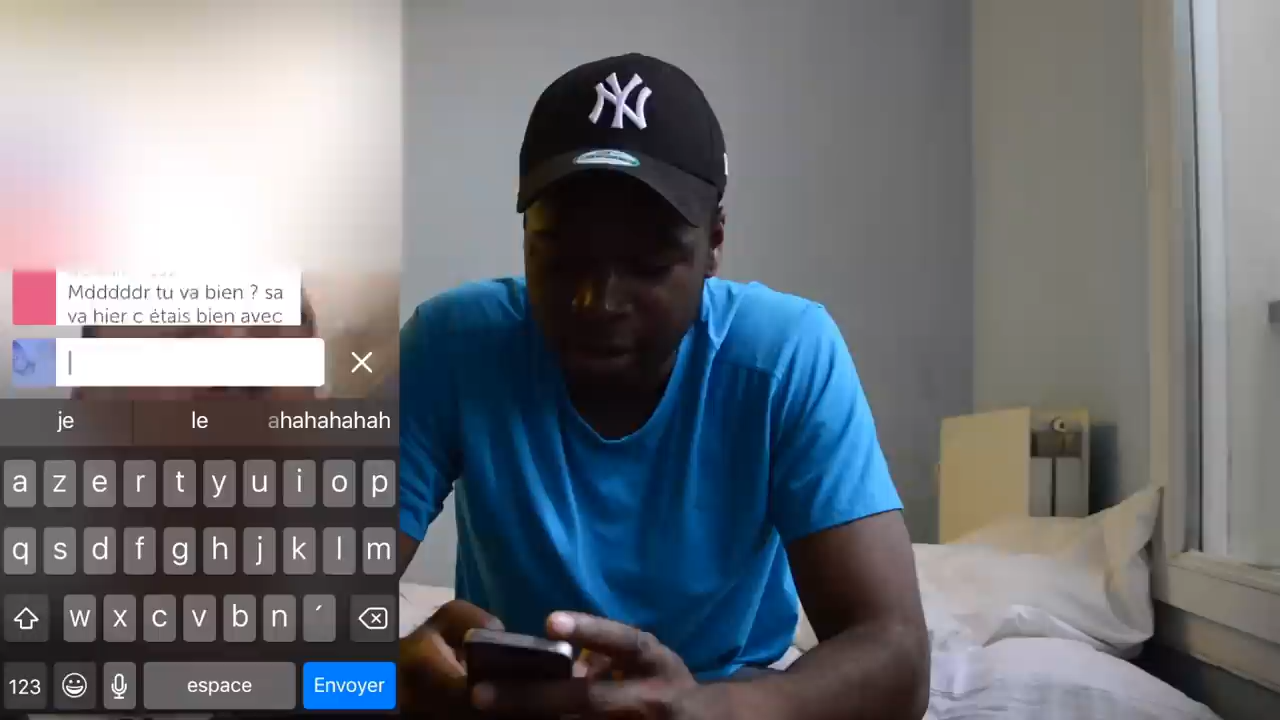 NY
Mdddddr tu va bien ? sa
va hier c étais bien avec
je le ahahahahah
a z e r t y u i o p
q s d f g h j k l m
w x c v b n ´
123 espace Envoyer